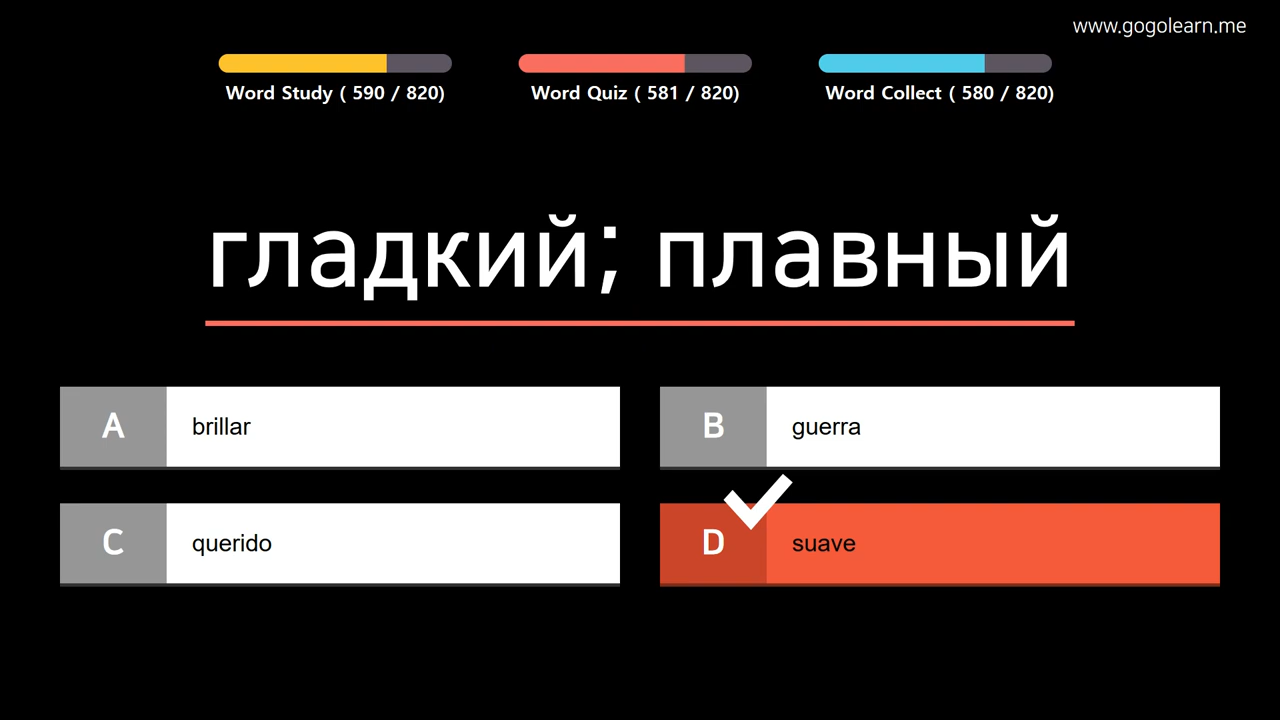 www.gogolearn.me
Word Study ( 590 / 820)
Word Quiz ( 581 / 820)
Word Collect ( 580 / 820)
гладкий; плавный
A brillar
B guerra
C querido
D suave